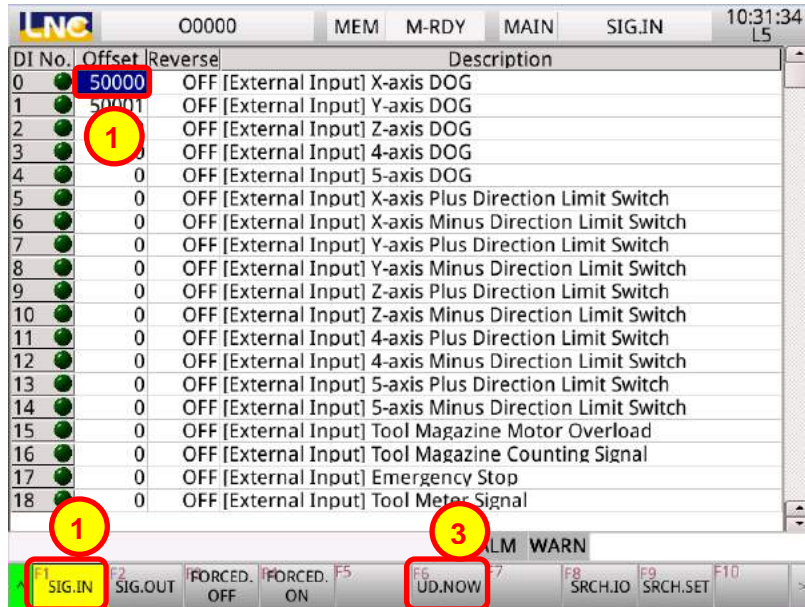 LNC O0000 MEM M-RDY MAIN SIG.IN 10:31:34
L5
DI No. Offset Reverse Description
0 50000 OFF [External Input] X-axis DOG
1 50001 OFF [External Input] Y-axis DOG
2 OFF [External Input] Z-axis DOG
3 0 OFF [External Input] 4-axis DOG
4 0 OFF [External Input] 5-axis DOG
5 0 OFF [External Input] X-axis Plus Direction Limit Switch
6 0 OFF [External Input] X-axis Minus Direction Limit Switch
7 0 OFF [External Input] Y-axis Plus Direction Limit Switch
8 0 OFF [External Input] Y-axis Minus Direction Limit Switch
9 0 OFF [External Input] Z-axis Plus Direction Limit Switch
10 0 OFF [External Input] Z-axis Minus Direction Limit Switch
11 0 OFF [External Input] 4-axis Plus Direction Limit Switch
12 0 OFF [External Input] 4-axis Minus Direction Limit Switch
13 0 OFF [External Input] 5-axis Plus Direction Limit Switch
14 0 OFF [External Input] 5-axis Minus Direction Limit Switch
15 0 OFF [External Input] Tool Magazine Motor Overload
16 0 OFF [External Input] Tool Magazine Counting Signal
17 0 OFF [External Input] Emergency Stop
18 0 OFF [External Input] Tool Meter Signal
1
1
3
ALM WARN
F1 SIG.IN F2 SIG.OUT F3 FORCED. OFF F4 FORCED. ON F5 F6 UD.NOW F7 F8 SRCH.IO F9 SRCH.SET F10 >